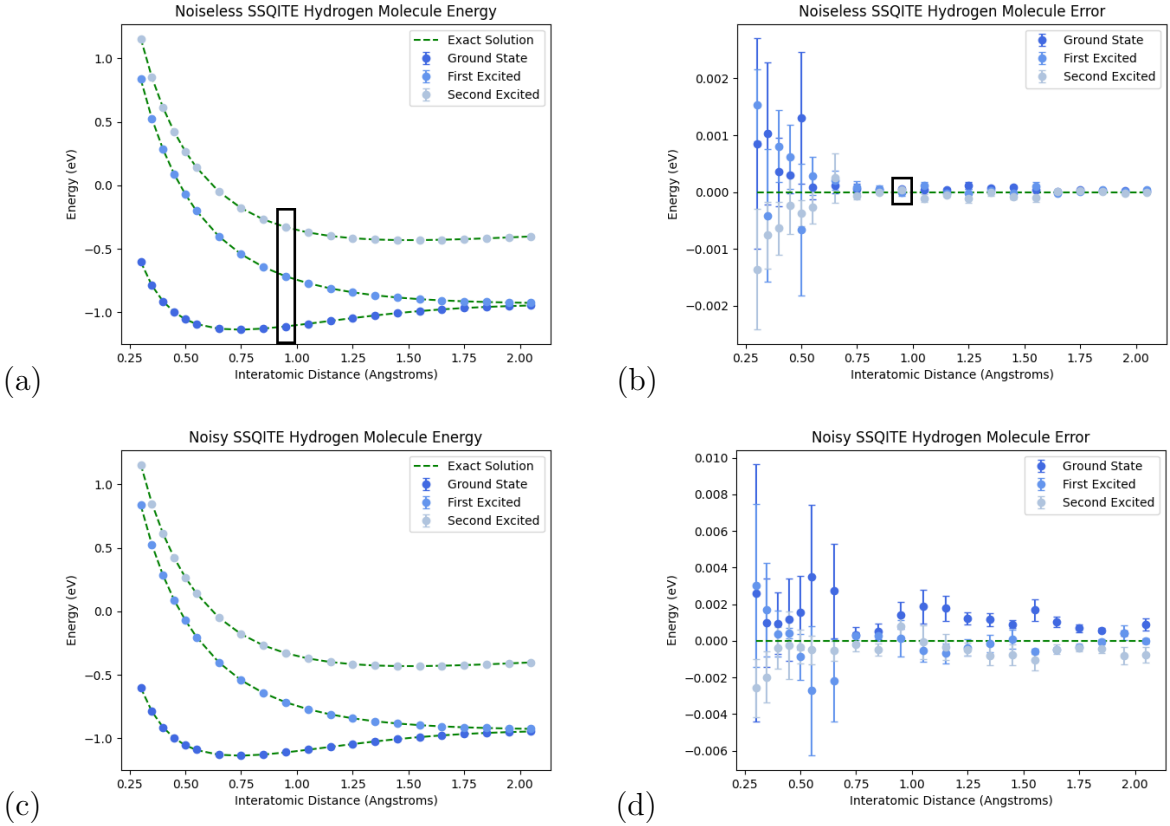 Noiseless SSQITE Hydrogen Molecule Energy
Exact Solution
Ground State
First Excited
Second Excited
1.0
0.5
0.0
−0.5
−1.0
Energy (eV)
0.25 0.50 0.75 1.00 1.25 1.50 1.75 2.00
Interatomic Distance (Angstroms)
(a)
Noiseless SSQITE Hydrogen Molecule Error
Ground State
First Excited
Second Excited
0.002
0.001
0.000
−0.001
−0.002
Energy (eV)
0.25 0.50 0.75 1.00 1.25 1.50 1.75 2.00
Interatomic Distance (Angstroms)
(b)
Noisy SSQITE Hydrogen Molecule Energy
Exact Solution
Ground State
First Excited
Second Excited
1.0
0.5
0.0
−0.5
−1.0
Energy (eV)
0.25 0.50 0.75 1.00 1.25 1.50 1.75 2.00
Interatomic Distance (Angstroms)
(c)
Noisy SSQITE Hydrogen Molecule Error
Ground State
First Excited
Second Excited
0.010
0.008
0.006
0.004
0.002
0.000
−0.002
−0.004
−0.006
Energy (eV)
0.25 0.50 0.75 1.00 1.25 1.50 1.75 2.00
Interatomic Distance (Angstroms)
(d)